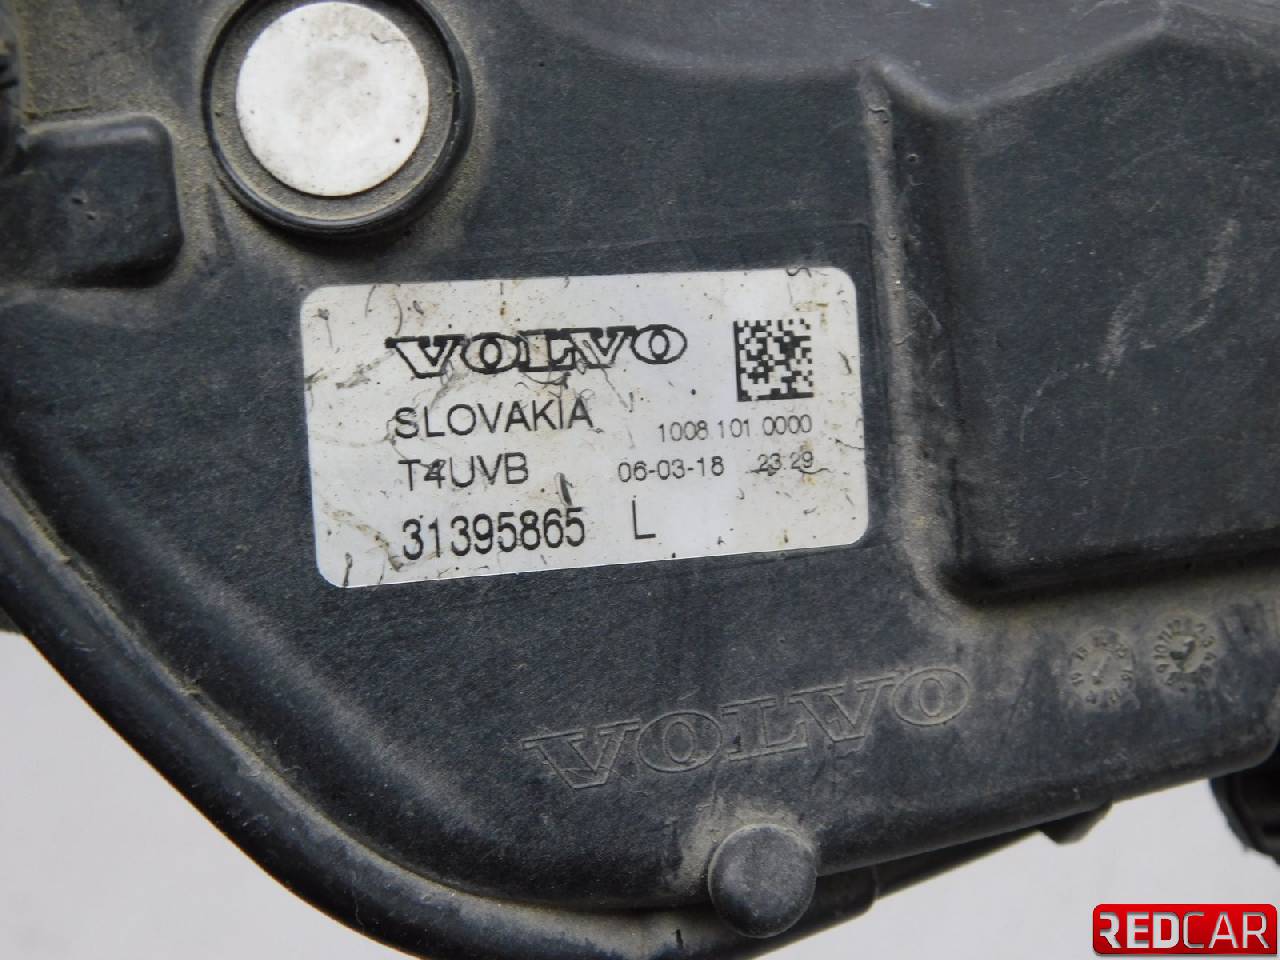 VOLVO
SLOVAKIA
1008 101 0000
T4UVB 06-03-18 23:29
31395865 L
VOLVO
REDCAR